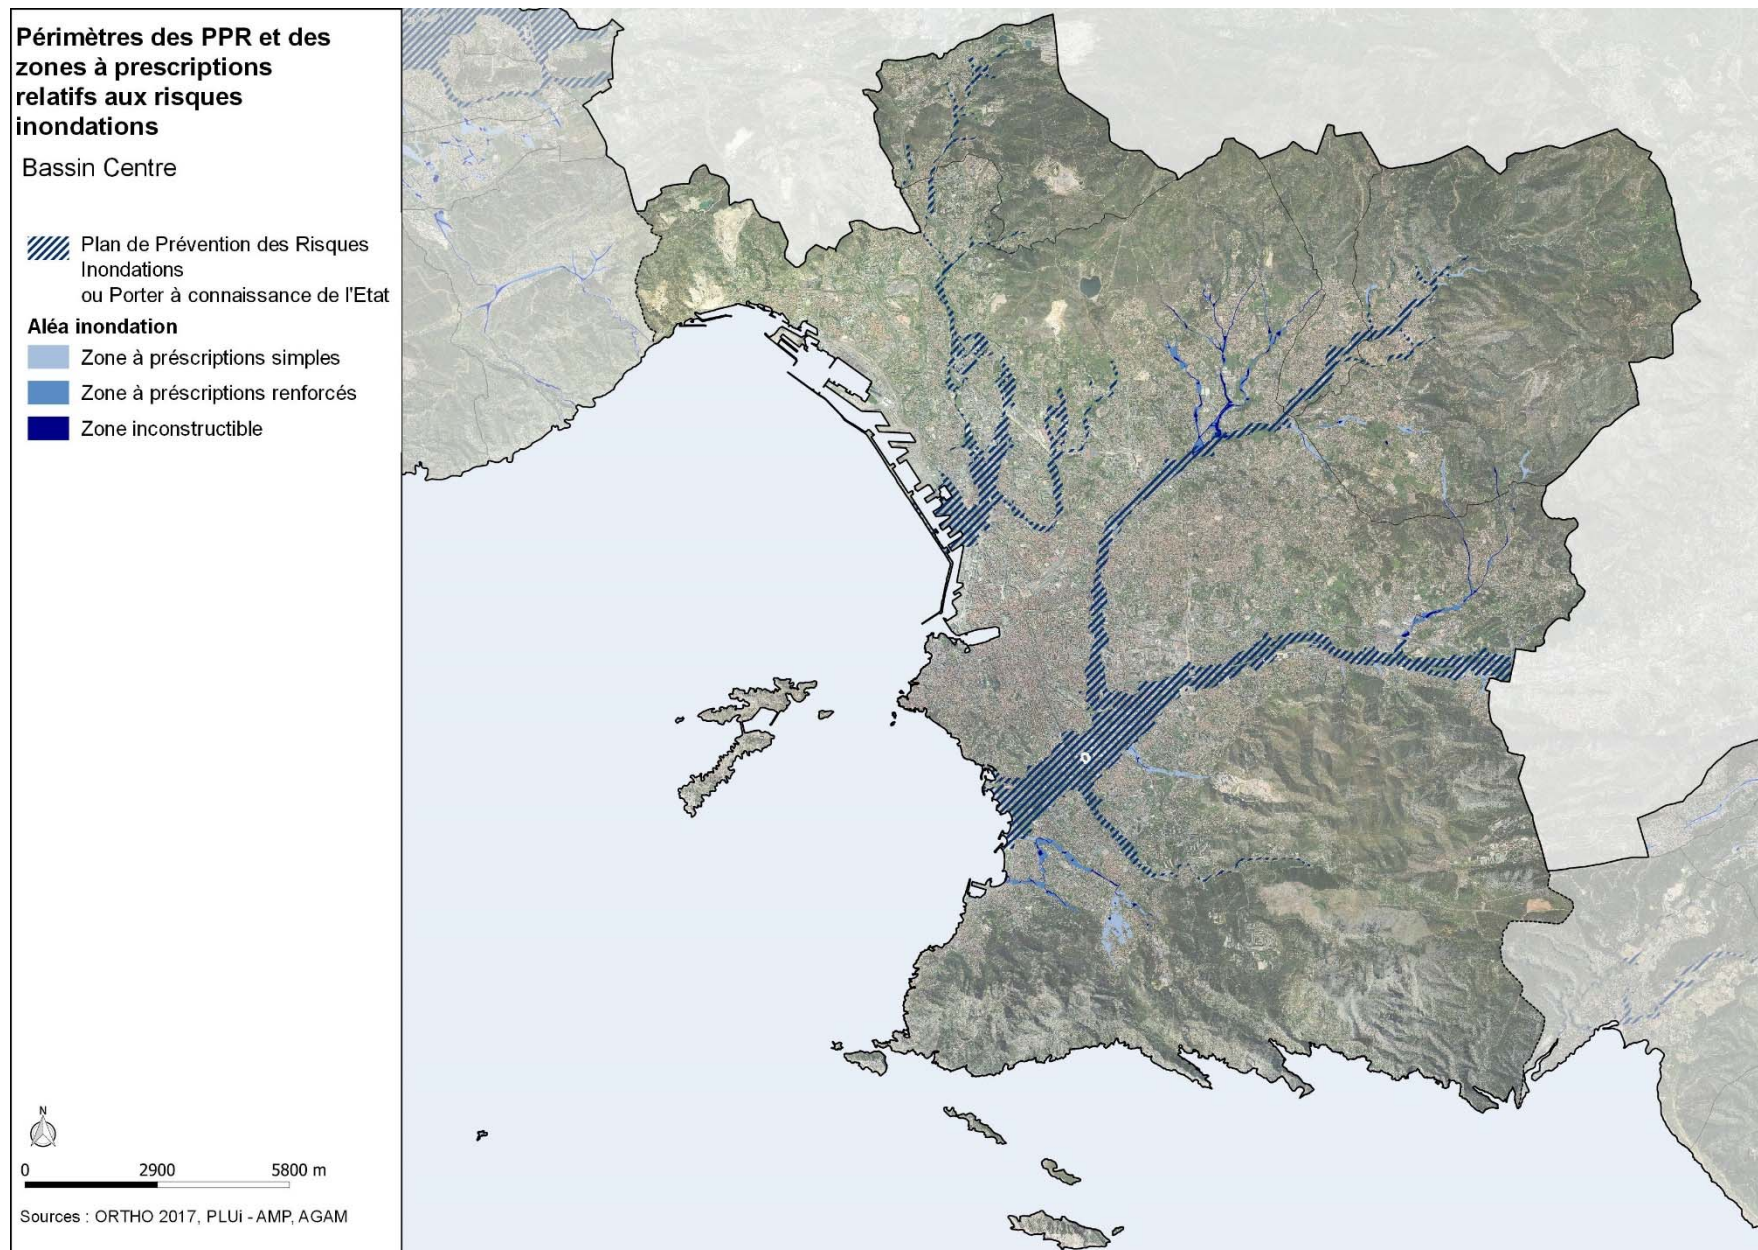 Périmètres des PPR et des
zones à prescriptions
relatifs aux risques
inondations
Bassin Centre
Plan de Prévention des Risques
Inondations
ou Porter à connaissance de l'Etat
Aléa inondation
Zone à préscriptions simples
Zone à préscriptions renforcés
Zone inconstructible
N
0 2900 5800 m
Sources : ORTHO 2017, PLUi - AMP, AGAM